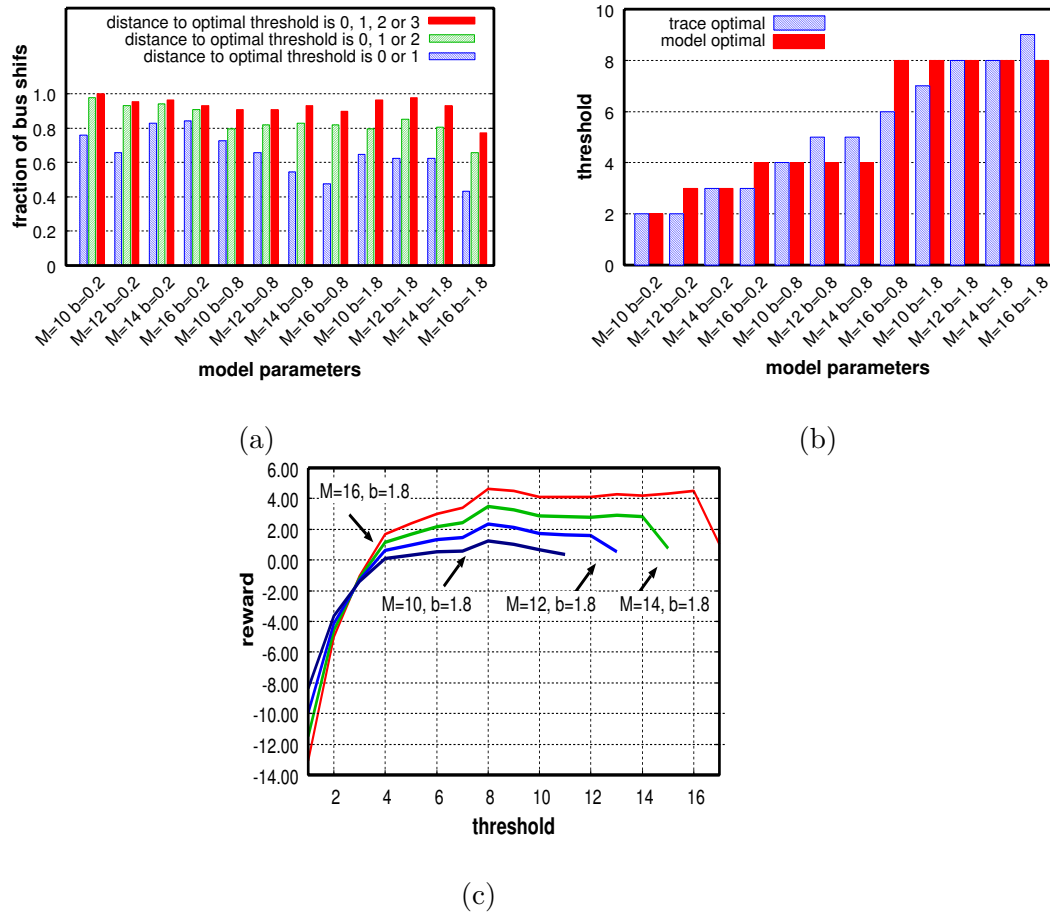 distance to optimal threshold is 0, 1, 2 or 3
distance to optimal threshold is 0, 1 or 2
distance to optimal threshold is 0 or 1
fraction of bus shifs
1.0
0.8
0.6
0.4
0.2
0
M=10 b=0.2
M=12 b=0.2
M=14 b=0.2
M=16 b=0.2
M=10 b=0.8
M=12 b=0.8
M=14 b=0.8
M=16 b=0.8
M=10 b=1.8
M=12 b=1.8
M=14 b=1.8
M=16 b=1.8
model parameters
(a)
trace optimal
model optimal
threshold
10
8
6
4
2
0
M=10 b=0.2
M=12 b=0.2
M=14 b=0.2
M=16 b=0.2
M=10 b=0.8
M=12 b=0.8
M=14 b=0.8
M=16 b=0.8
M=10 b=1.8
M=12 b=1.8
M=14 b=1.8
M=16 b=1.8
model parameters
(b)
reward
6.00
4.00
2.00
0.00
-2.00
-4.00
-6.00
-8.00
-10.00
-12.00
-14.00
M=16, b=1.8
M=10, b=1.8
M=12, b=1.8
M=14, b=1.8
2 4 6 8 10 12 14 16
threshold
(c)